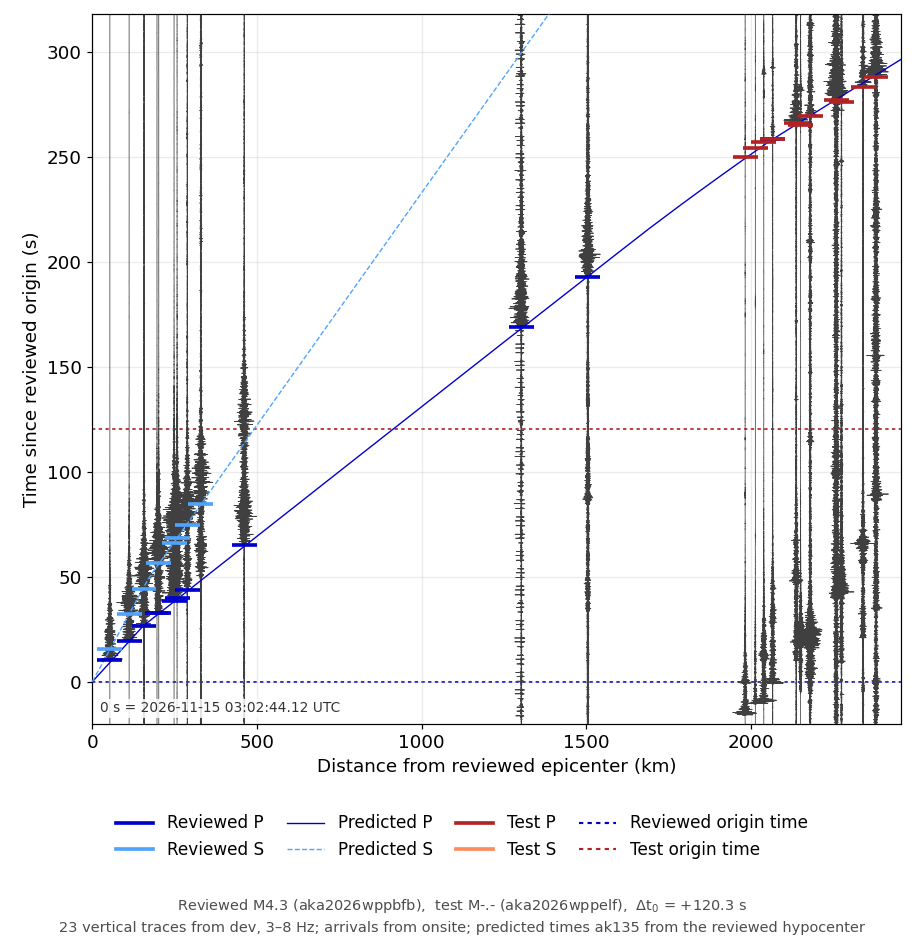 300
250
200
150
100
50
0
Time since reviewed origin (s)
0 s = 2026-11-15 03:02:44.12 UTC
0 500 1000 1500 2000
Distance from reviewed epicenter (km)
Reviewed P Predicted P Test P Reviewed origin time
Reviewed S Predicted S Test S Test origin time
Reviewed M4.3 (aka2026wppbfb), test M-.- (aka2026wppelf), Δt₀ = +120.3 s
23 vertical traces from dev, 3–8 Hz; arrivals from onsite; predicted times ak135 from the reviewed hypocenter